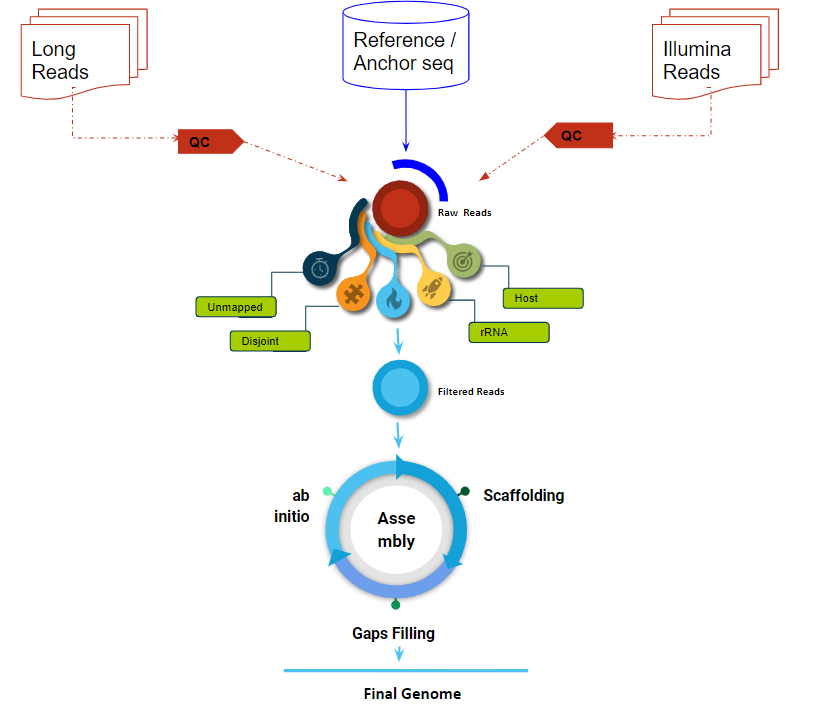 Long
Reads
Reference /
Anchor seq
Illumina
Reads
QC
QC
Raw Reads
Unmapped
Host
Disjoint
rRNA
Filtered Reads
ab
initio
Scaffolding
Asse
mbly
Gaps Filling
Final Genome